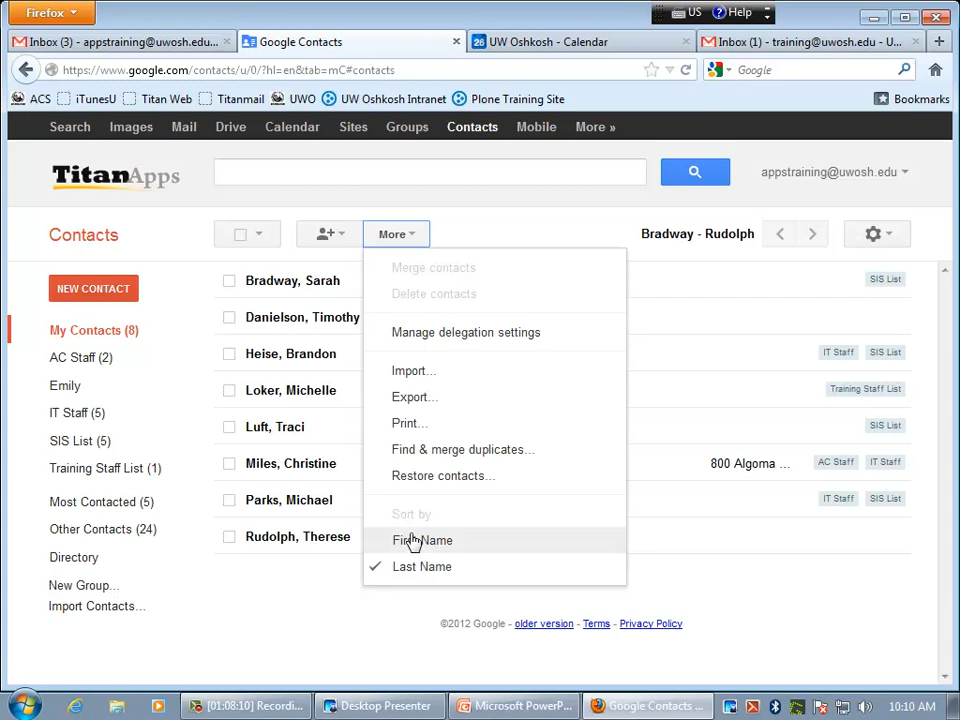 Firefox
US Help
Inbox (3) - appstraining@uwosh.edu...
Google Contacts
26 UW Oshkosh - Calendar
Inbox (1) - training@uwosh.edu - U...
https://www.google.com/contacts/u/0/?hl=en&tab=mC#contacts
Google
ACS iTunesU Titan Web Titanmail UWO UW Oshkosh Intranet Plone Training Site Bookmarks
Search Images Mail Drive Calendar Sites Groups Contacts Mobile More »
TitanApps
appstraining@uwosh.edu
Contacts
More
Bradway - Rudolph
NEW CONTACT
My Contacts (8)
AC Staff (2)
Emily
IT Staff (5)
SIS List (5)
Training Staff List (1)
Most Contacted (5)
Other Contacts (24)
Directory
New Group...
Import Contacts...
Bradway, Sarah SIS List
Danielson, Timothy
Heise, Brandon IT Staff SIS List
Loker, Michelle Training Staff List
Luft, Traci SIS List
Miles, Christine 800 Algoma ... AC Staff IT Staff
Parks, Michael IT Staff SIS List
Rudolph, Therese
Merge contacts
Delete contacts
Manage delegation settings
Import...
Export...
Print...
Find & merge duplicates...
Restore contacts...
Sort by
First Name
Last Name
©2012 Google - older version - Terms - Privacy Policy
[01:08:10] Recordi...
Desktop Presenter
Microsoft PowerP...
Google Contacts ...
10:10 AM